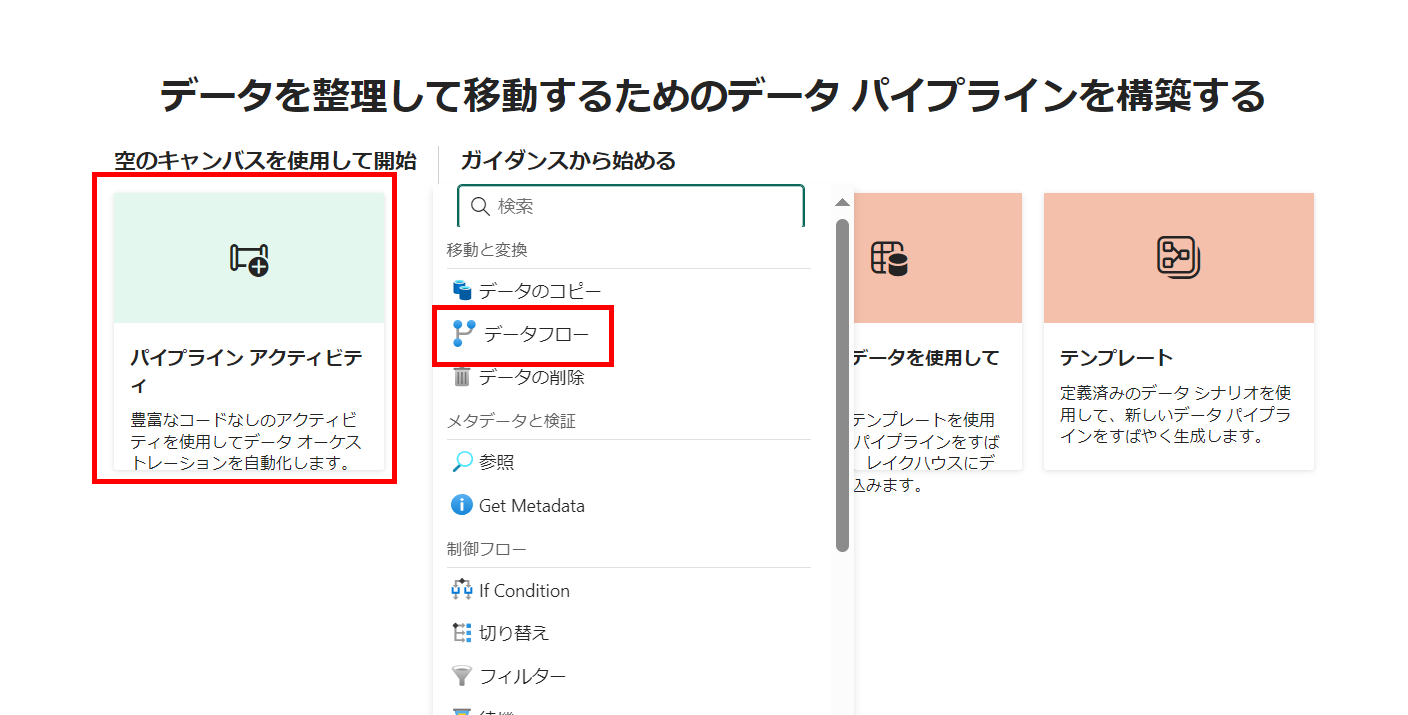 データを整理して移動するためのデータ パイプラインを構築する
空のキャンバスを使用して開始
ガイダンスから始める
パイプライン アクティビテ
ィ
豊富なコードなしのアクティビ
ティを使用してデータ オーケス
トレーションを自動化します。
検索
移動と変換
データのコピー
データフロー
データの削除
メタデータと検証
参照
Get Metadata
制御フロー
If Condition
切り替え
フィルター
データを使用して
テンプレートを使用
パイプラインをすば
レイクハウスにデ
込みます。
テンプレート
定義済みのデータ シナリオを使
用して、新しいデータ パイプラ
インをすばやく生成します。